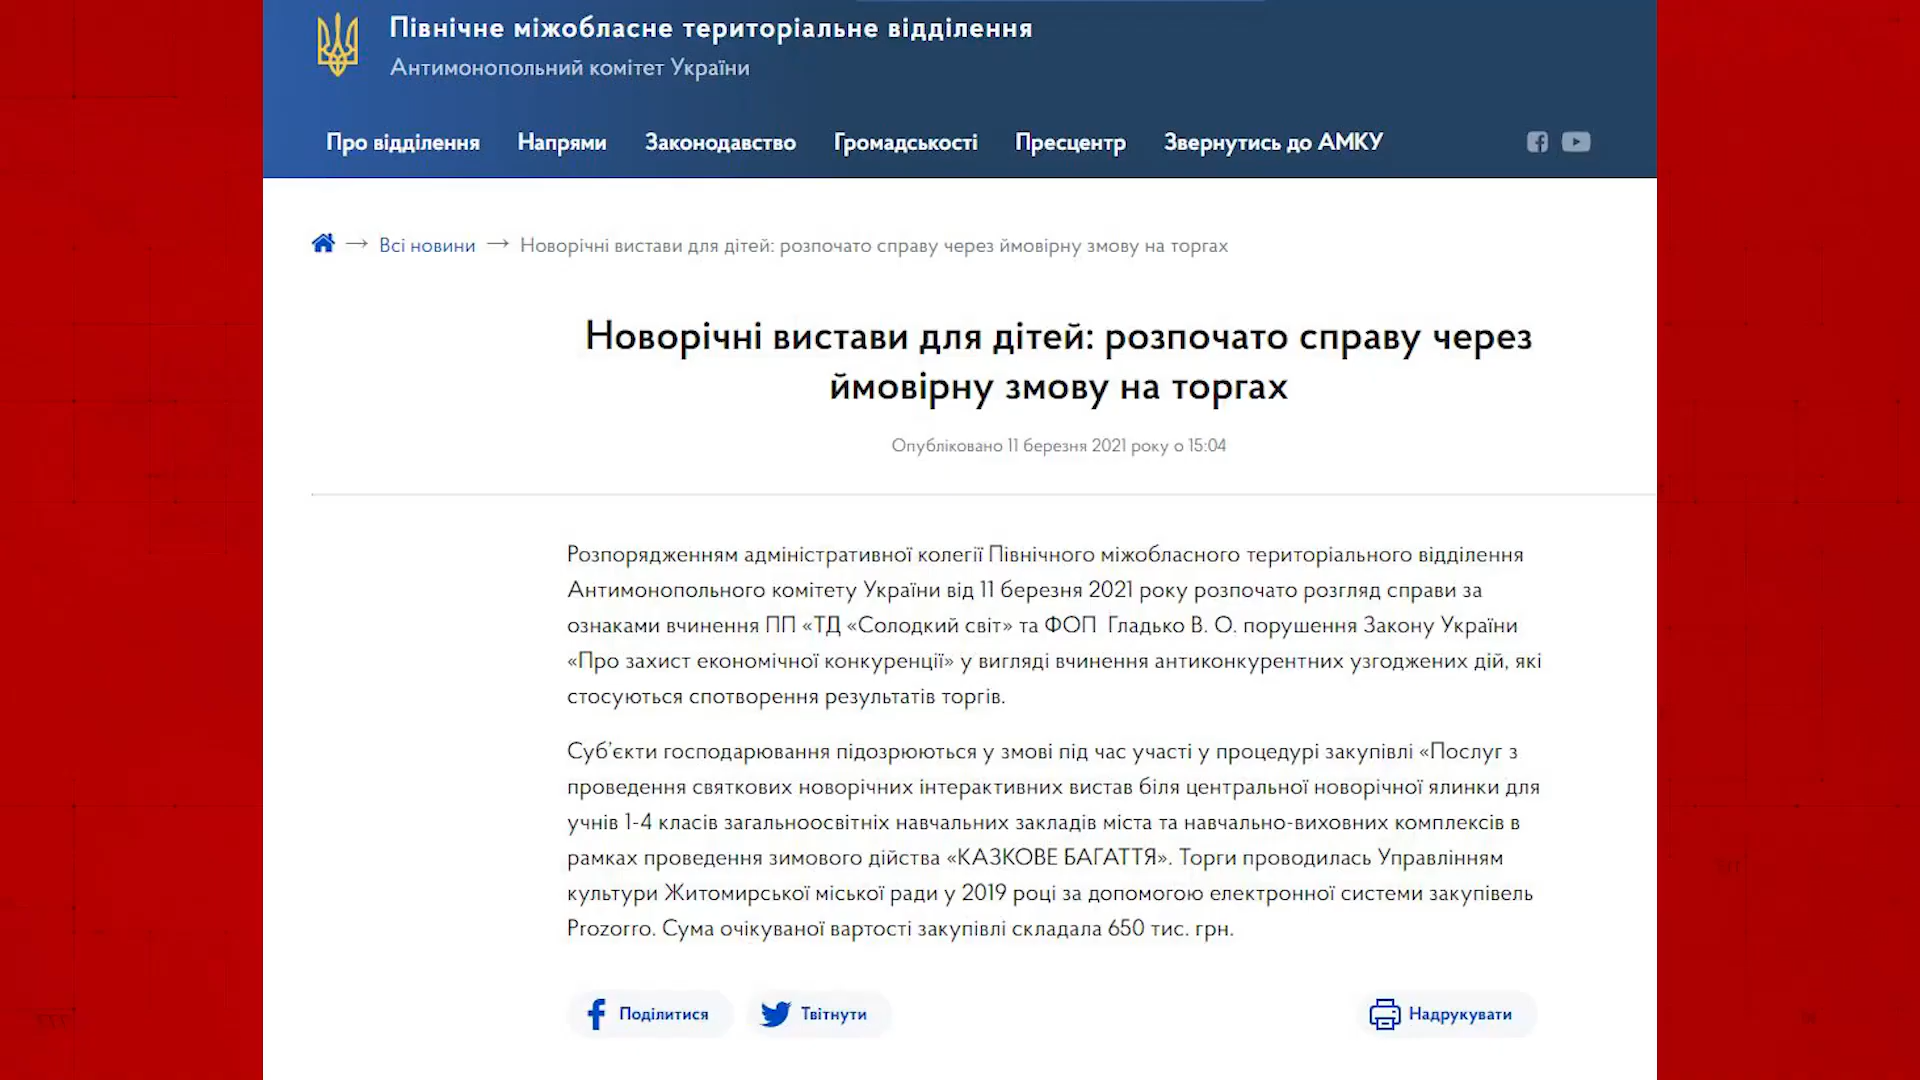 Північне міжобласне територіальне відділення
Антимонопольний комітет України
Про відділення Напрями Законодавство Громадськості Пресцентр Звернутись до АМКУ
Всі новини → Новорічні вистави для дітей: розпочато справу через ймовірну змову на торгах
Новорічні вистави для дітей: розпочато справу через
ймовірну змову на торгах
Опубліковано 11 березня 2021 року о 15:04
Розпорядженням адміністративної колегії Північного міжобласного територіального відділення
Антимонопольного комітету України від 11 березня 2021 року розпочато розгляд справи за
ознаками вчинення ПП «ТД «Солодкий світ» та ФОП Гладько В. О. порушення Закону України
«Про захист економічної конкуренції» у вигляді вчинення антиконкурентних узгоджених дій, які
стосуються спотворення результатів торгів.
Суб'єкти господарювання підозрюються у змові під час участі у процедурі закупівлі «Послуг з
проведення святкових новорічних інтерактивних вистав біля центральної новорічної ялинки для
учнів 1-4 класів загальноосвітніх навчальних закладів міста та навчально-виховних комплексів в
рамках проведення зимового дійства «КАЗКОВЕ БАГАТТЯ». Торги проводилась Управлінням
культури Житомирської міської ради у 2019 році за допомогою електронної системи закупівель
Prozorro. Сума очікуваної вартості закупівлі складала 650 тис. грн.
Поділитися Твітнути Надрукувати